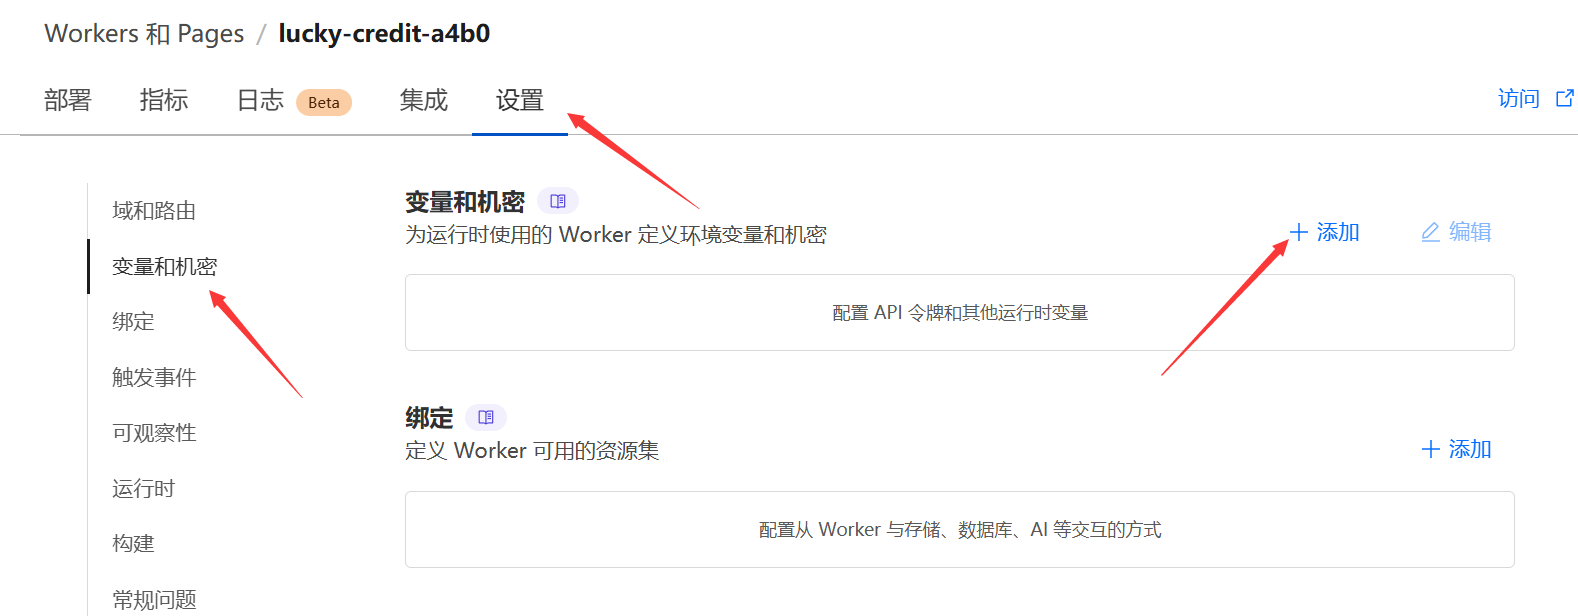 Workers 和 Pages / lucky-credit-a4b0
部署 指标 日志 Beta 集成 设置 访问
域和路由
变量和机密
绑定
触发事件
可观察性
运行时
构建
常规问题
变量和机密
为运行时使用的 Worker 定义环境变量和机密
添加 编辑
配置 API 令牌和其他运行时变量
绑定
定义 Worker 可用的资源集
添加
配置从 Worker 与存储、数据库、AI 等交互的方式